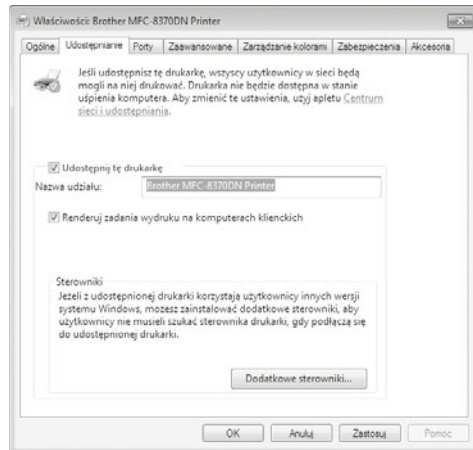 Właściwości: Brother MFC-8370DN Printer
Ogólne Udostępnianie Porty Zaawansowane Zarządzanie kolorami Zabezpieczenia Akcesoria
Jeśli udostępnisz tę drukarkę, wszyscy użytkownicy w sieci będą
mogli na niej drukować. Drukarka nie będzie dostępna w stanie
uśpienia komputera. Aby zmienić te ustawienia, użyj apletu Centrum
sieci i udostępniania.
Udostępnij tę drukarkę
Nazwa udziału: Brother MFC-8370DN Printer
Renderuj zadania wydruku na komputerach klienckich
Sterowniki
Jeżeli z udostępnionej drukarki korzystają użytkownicy innych wersji
systemu Windows, możesz zainstalować dodatkowe sterowniki, aby
użytkownicy nie musieli szukać sterownika drukarki, gdy podłączą się
do udostępnionej drukarki.
Dodatkowe sterowniki...
OK Anuluj Zastosuj Pomoc